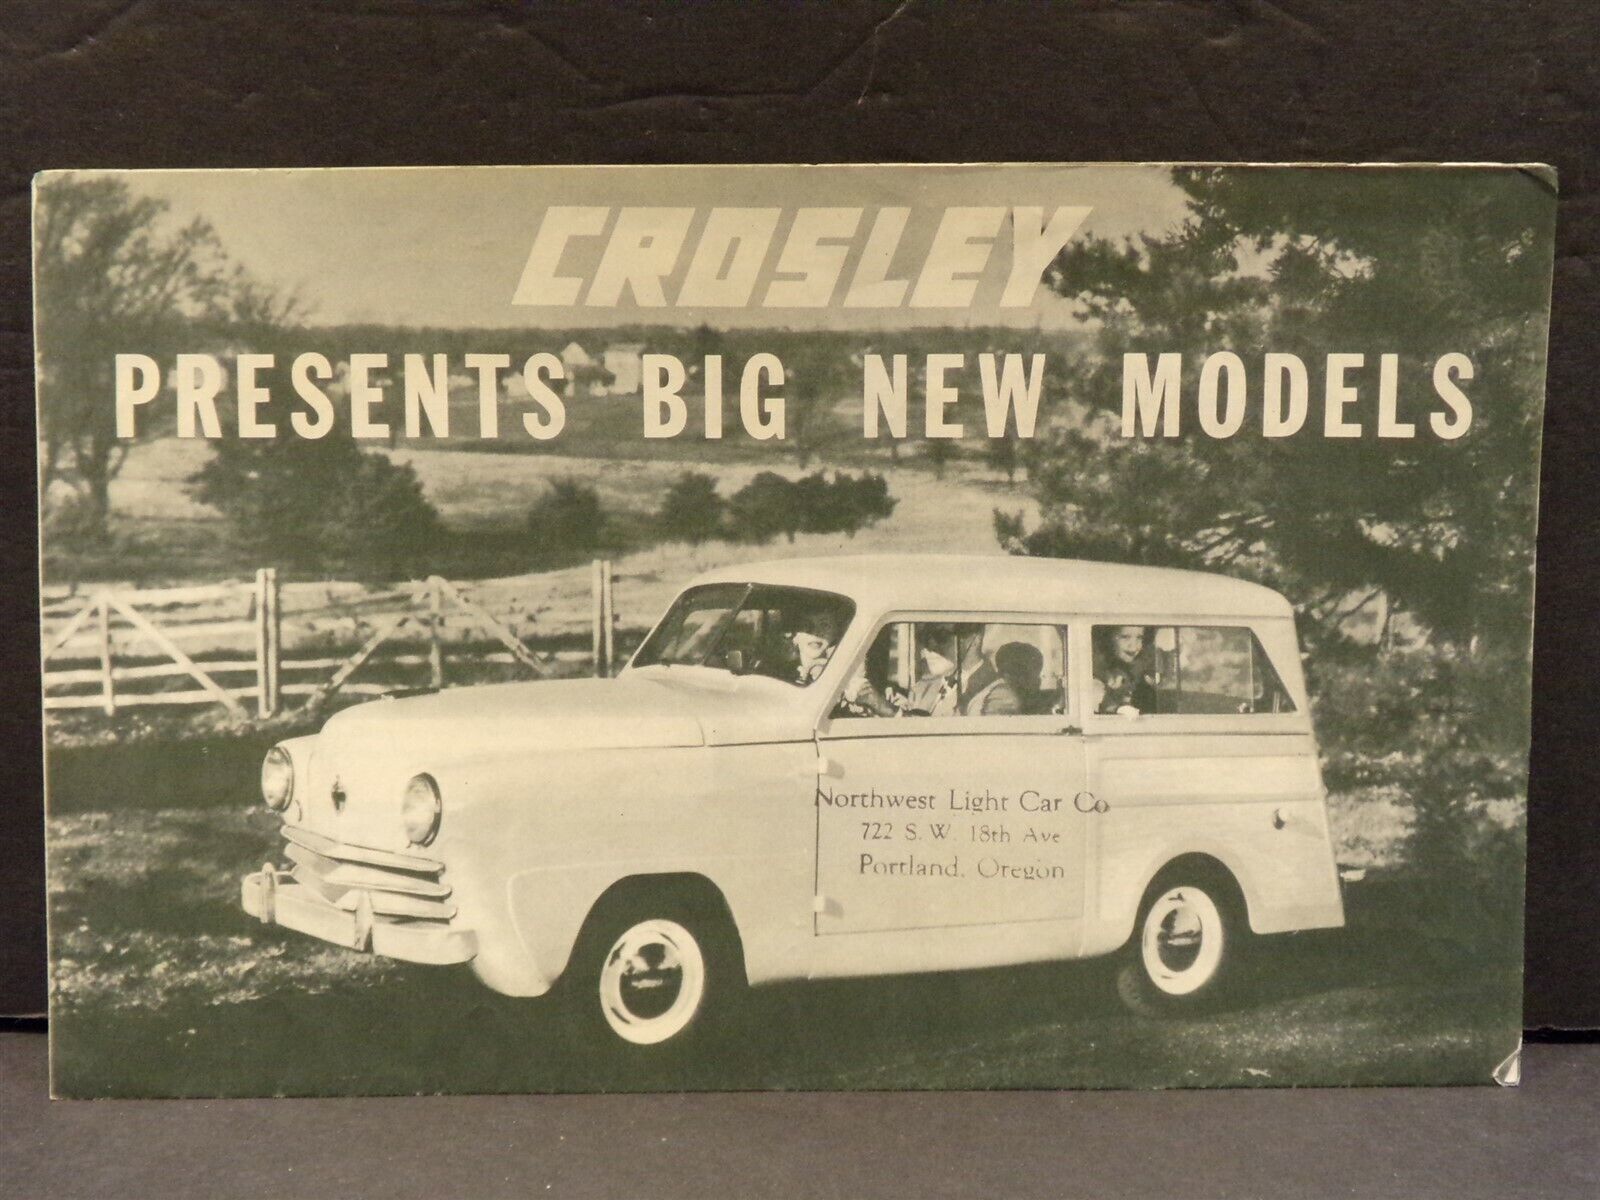 CROSLEY
PRESENTS BIG NEW MODELS
Northwest Light Car Co
722 S. W. 18th Ave
Portland, Oregon